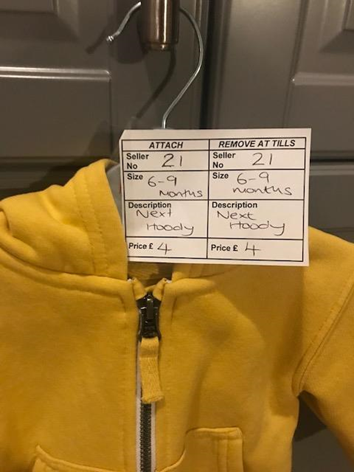 ATTACH
Seller No 21
Size 6-9 months
Description
Next
Hoody
Price £ 4
REMOVE AT TILLS
Seller No 21
Size 6-9 months
Description
Next
Hoody
Price £ 4